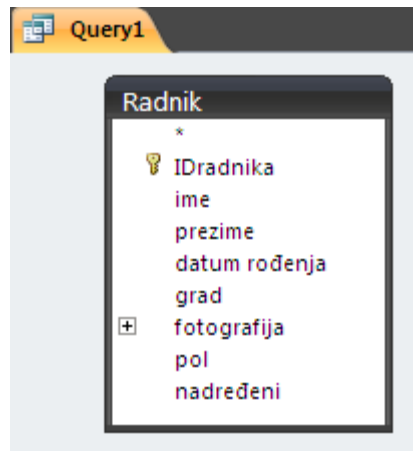 Query1
Radnik
*
IDradnika
ime
prezime
datum rođenja
grad
fotografija
pol
nadređeni